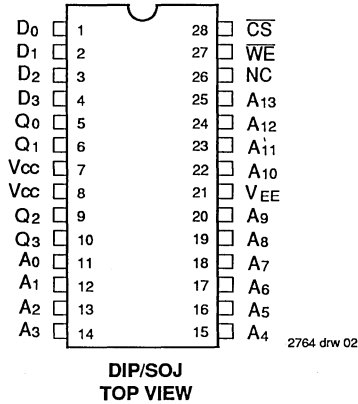 D0 1 28 CS
D1 2 27 WE
D2 3 26 NC
D3 4 25 A13
Q0 5 24 A12
Q1 6 23 A11
VCC 7 22 A10
VCC 8 21 VEE
Q2 9 20 A9
Q3 10 19 A8
A0 11 18 A7
A1 12 17 A6
A2 13 16 A5
A3 14 15 A4
2764 drw 02
DIP/SOJ
TOP VIEW